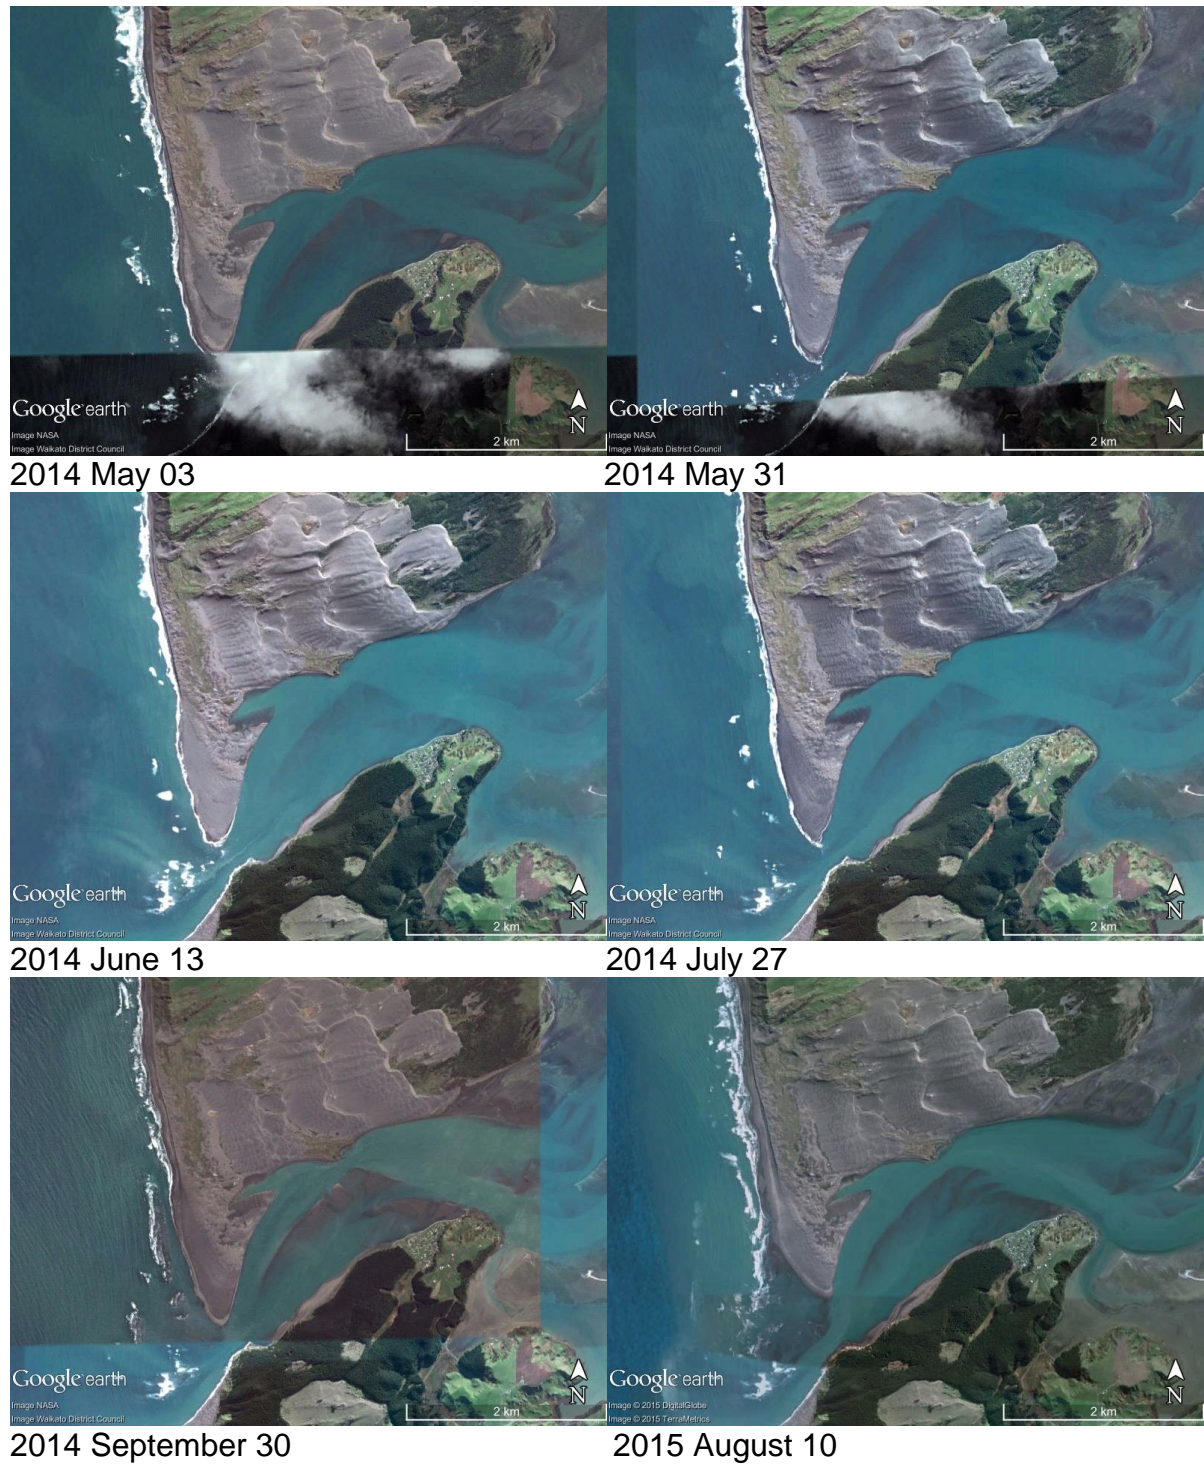 Google earth
Image NASA
Image Waikato District Council
2 km
N
Google earth
Image NASA
Image Waikato District Council
2 km
N
2014 May 03
2014 May 31
Google earth
Image NASA
Image Waikato District Council
2 km
N
Google earth
Image NASA
Image Waikato District Council
2 km
N
2014 June 13
2014 July 27
Google earth
Image NASA
Image Waikato District Council
2 km
N
Google earth
Image © 2015 DigitalGlobe
Image © 2015 TerraMetrics
2 km
N
2014 September 30
2015 August 10